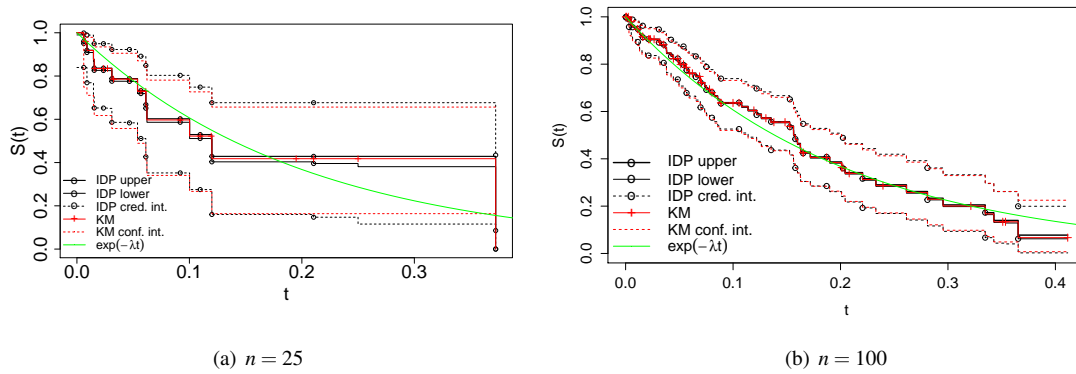 S(t)
1.0
0.8
0.6
0.4
0.2
0.0
IDP upper
IDP lower
IDP cred. int.
KM
KM conf. int.
exp(−λt)
0.0 0.1 0.2 0.3
t
(a) n = 25
S(t)
1.0
0.8
0.6
0.4
0.2
0.0
IDP upper
IDP lower
IDP cred. int.
KM
KM conf. int.
exp(−λt)
0.0 0.1 0.2 0.3 0.4
t
(b) n = 100